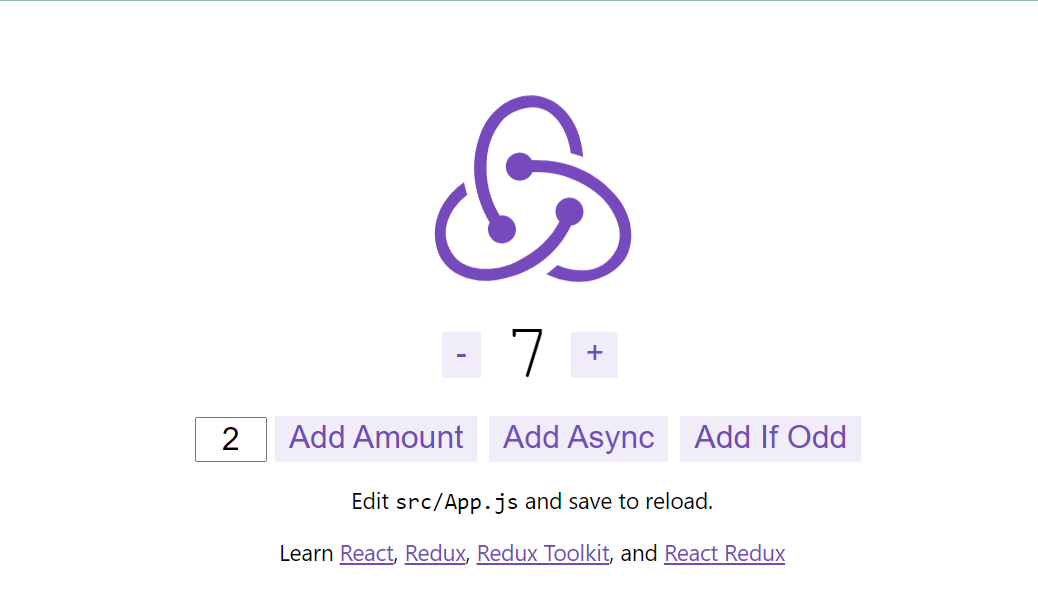 - 7 +
2 Add Amount Add Async Add If Odd
Edit src/App.js and save to reload.
Learn React, Redux, Redux Toolkit, and React Redux